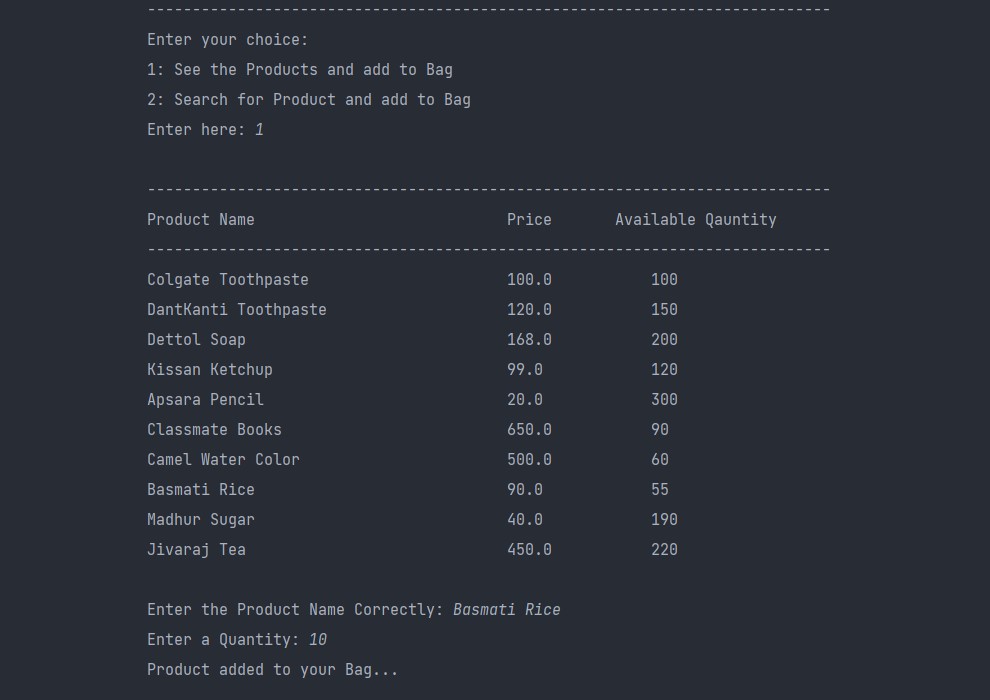 ----------------------------------------------------------------------------
Enter your choice:
1: See the Products and add to Bag
2: Search for Product and add to Bag
Enter here: 1
----------------------------------------------------------------------------
Product Name Price Available Qauntity
----------------------------------------------------------------------------
Colgate Toothpaste 100.0 100
DantKanti Toothpaste 120.0 150
Dettol Soap 168.0 200
Kissan Ketchup 99.0 120
Apsara Pencil 20.0 300
Classmate Books 650.0 90
Camel Water Color 500.0 60
Basmati Rice 90.0 55
Madhur Sugar 40.0 190
Jivaraj Tea 450.0 220
Enter the Product Name Correctly: Basmati Rice
Enter a Quantity: 10
Product added to your Bag...